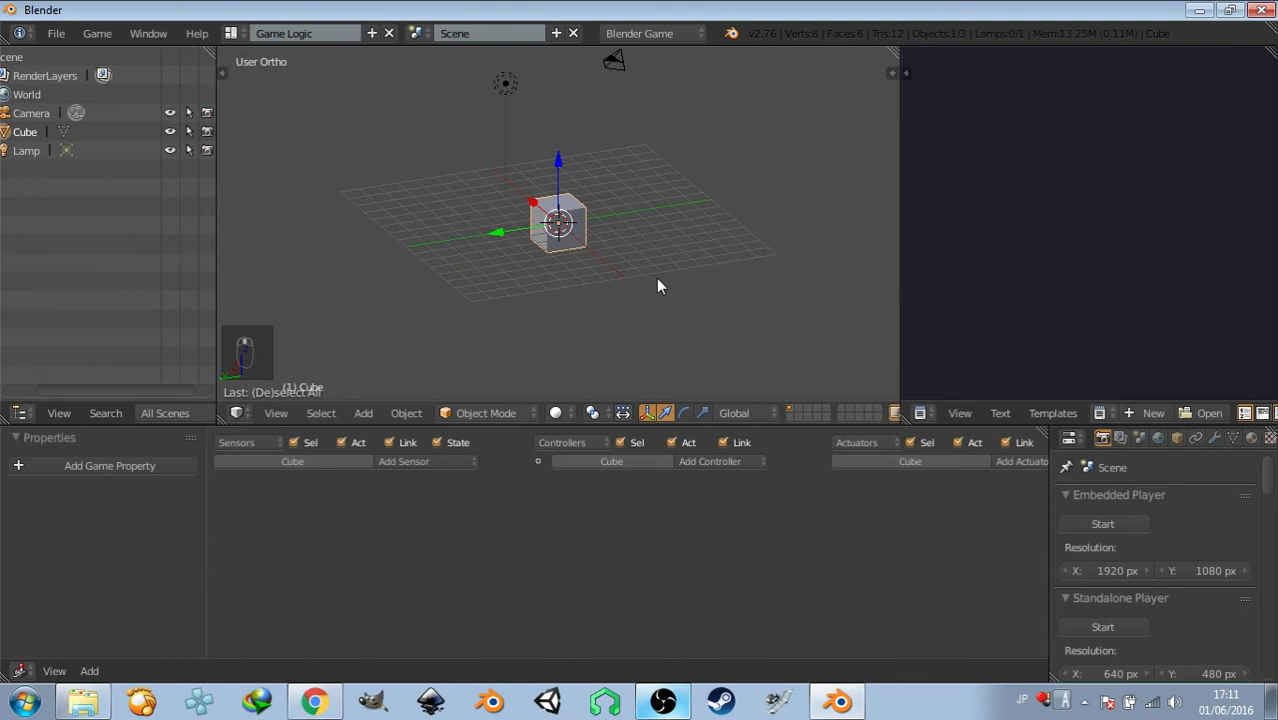 Blender
File Game Window Help Game Logic Scene Blender Game v2.76 | Verts:8 | Faces:6 | Tris:12 | Objects:1/3 | Lamps:0/1 | Mem:13.25M (0.11M) | Cube
cene
RenderLayers
World
Camera
Cube
Lamp
User Ortho
(1) Cube
Last: (De)select All
View Search All Scenes
View Select Add Object Object Mode Global
View Text Templates New Open
Properties
Add Game Property
Sensors Sel Act Link State
Cube Add Sensor
Controllers Sel Act Link
Cube Add Controller
Actuators Sel Act Link
Cube Add Actuato
Scene
Embedded Player
Start
Resolution:
X: 1920 px Y: 1080 px
Standalone Player
Start
Resolution:
X: 640 px Y: 480 px
View Add
JP A 17:11
01/06/2016